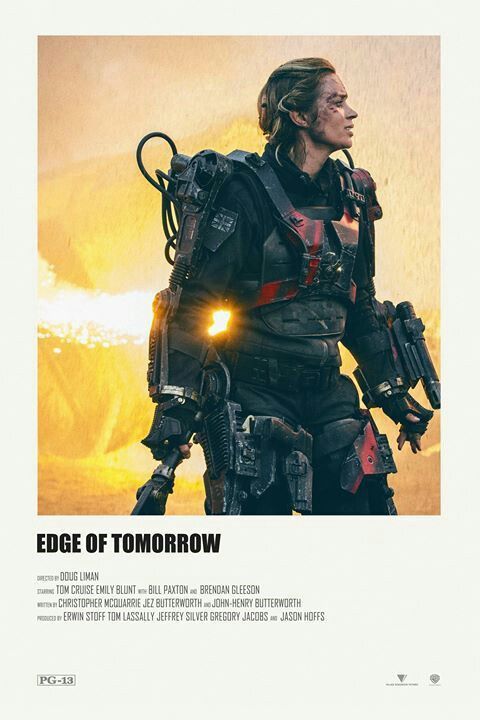 EDGE OF TOMORROW
DIRECTED BY DOUG LIMAN
STARRING TOM CRUISE EMILY BLUNT WITH BILL PAXTON AND BRENDAN GLEESON
WRITTEN BY CHRISTOPHER MCQUARRIE JEZ BUTTERWORTH AND JOHN-HENRY BUTTERWORTH
PRODUCED BY ERWIN STOFF TOM LASSALLY JEFFREY SILVER GREGORY JACOBS AND JASON HOFFS
PG-13